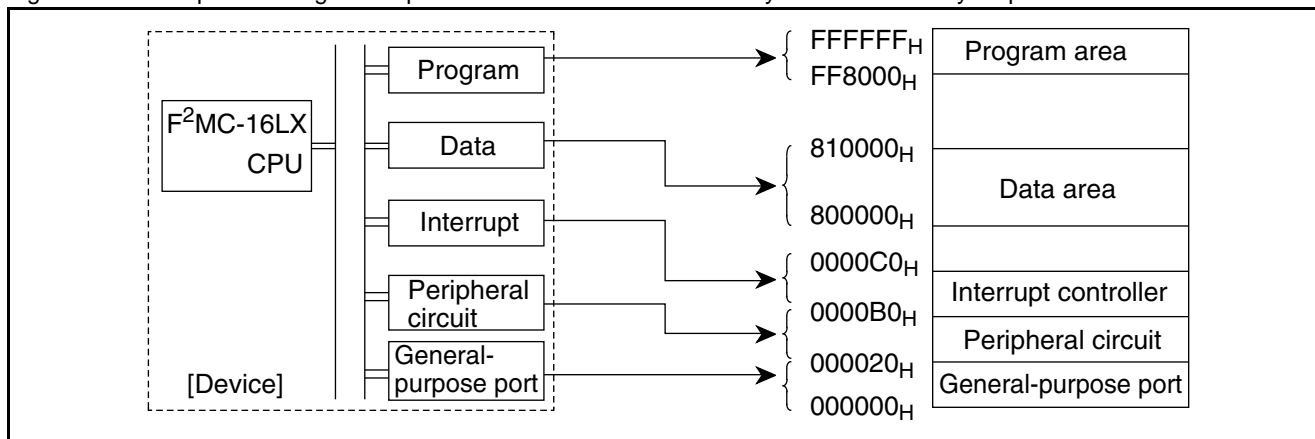 F²MC-16LX
CPU
[Device]
Program
Data
Interrupt
Peripheral
circuit
General-
purpose port
FFFFFFH
FF8000H
810000H
800000H
0000C0H
0000B0H
000020H
000000H
Program area
Data area
Interrupt controller
Peripheral circuit
General-purpose port